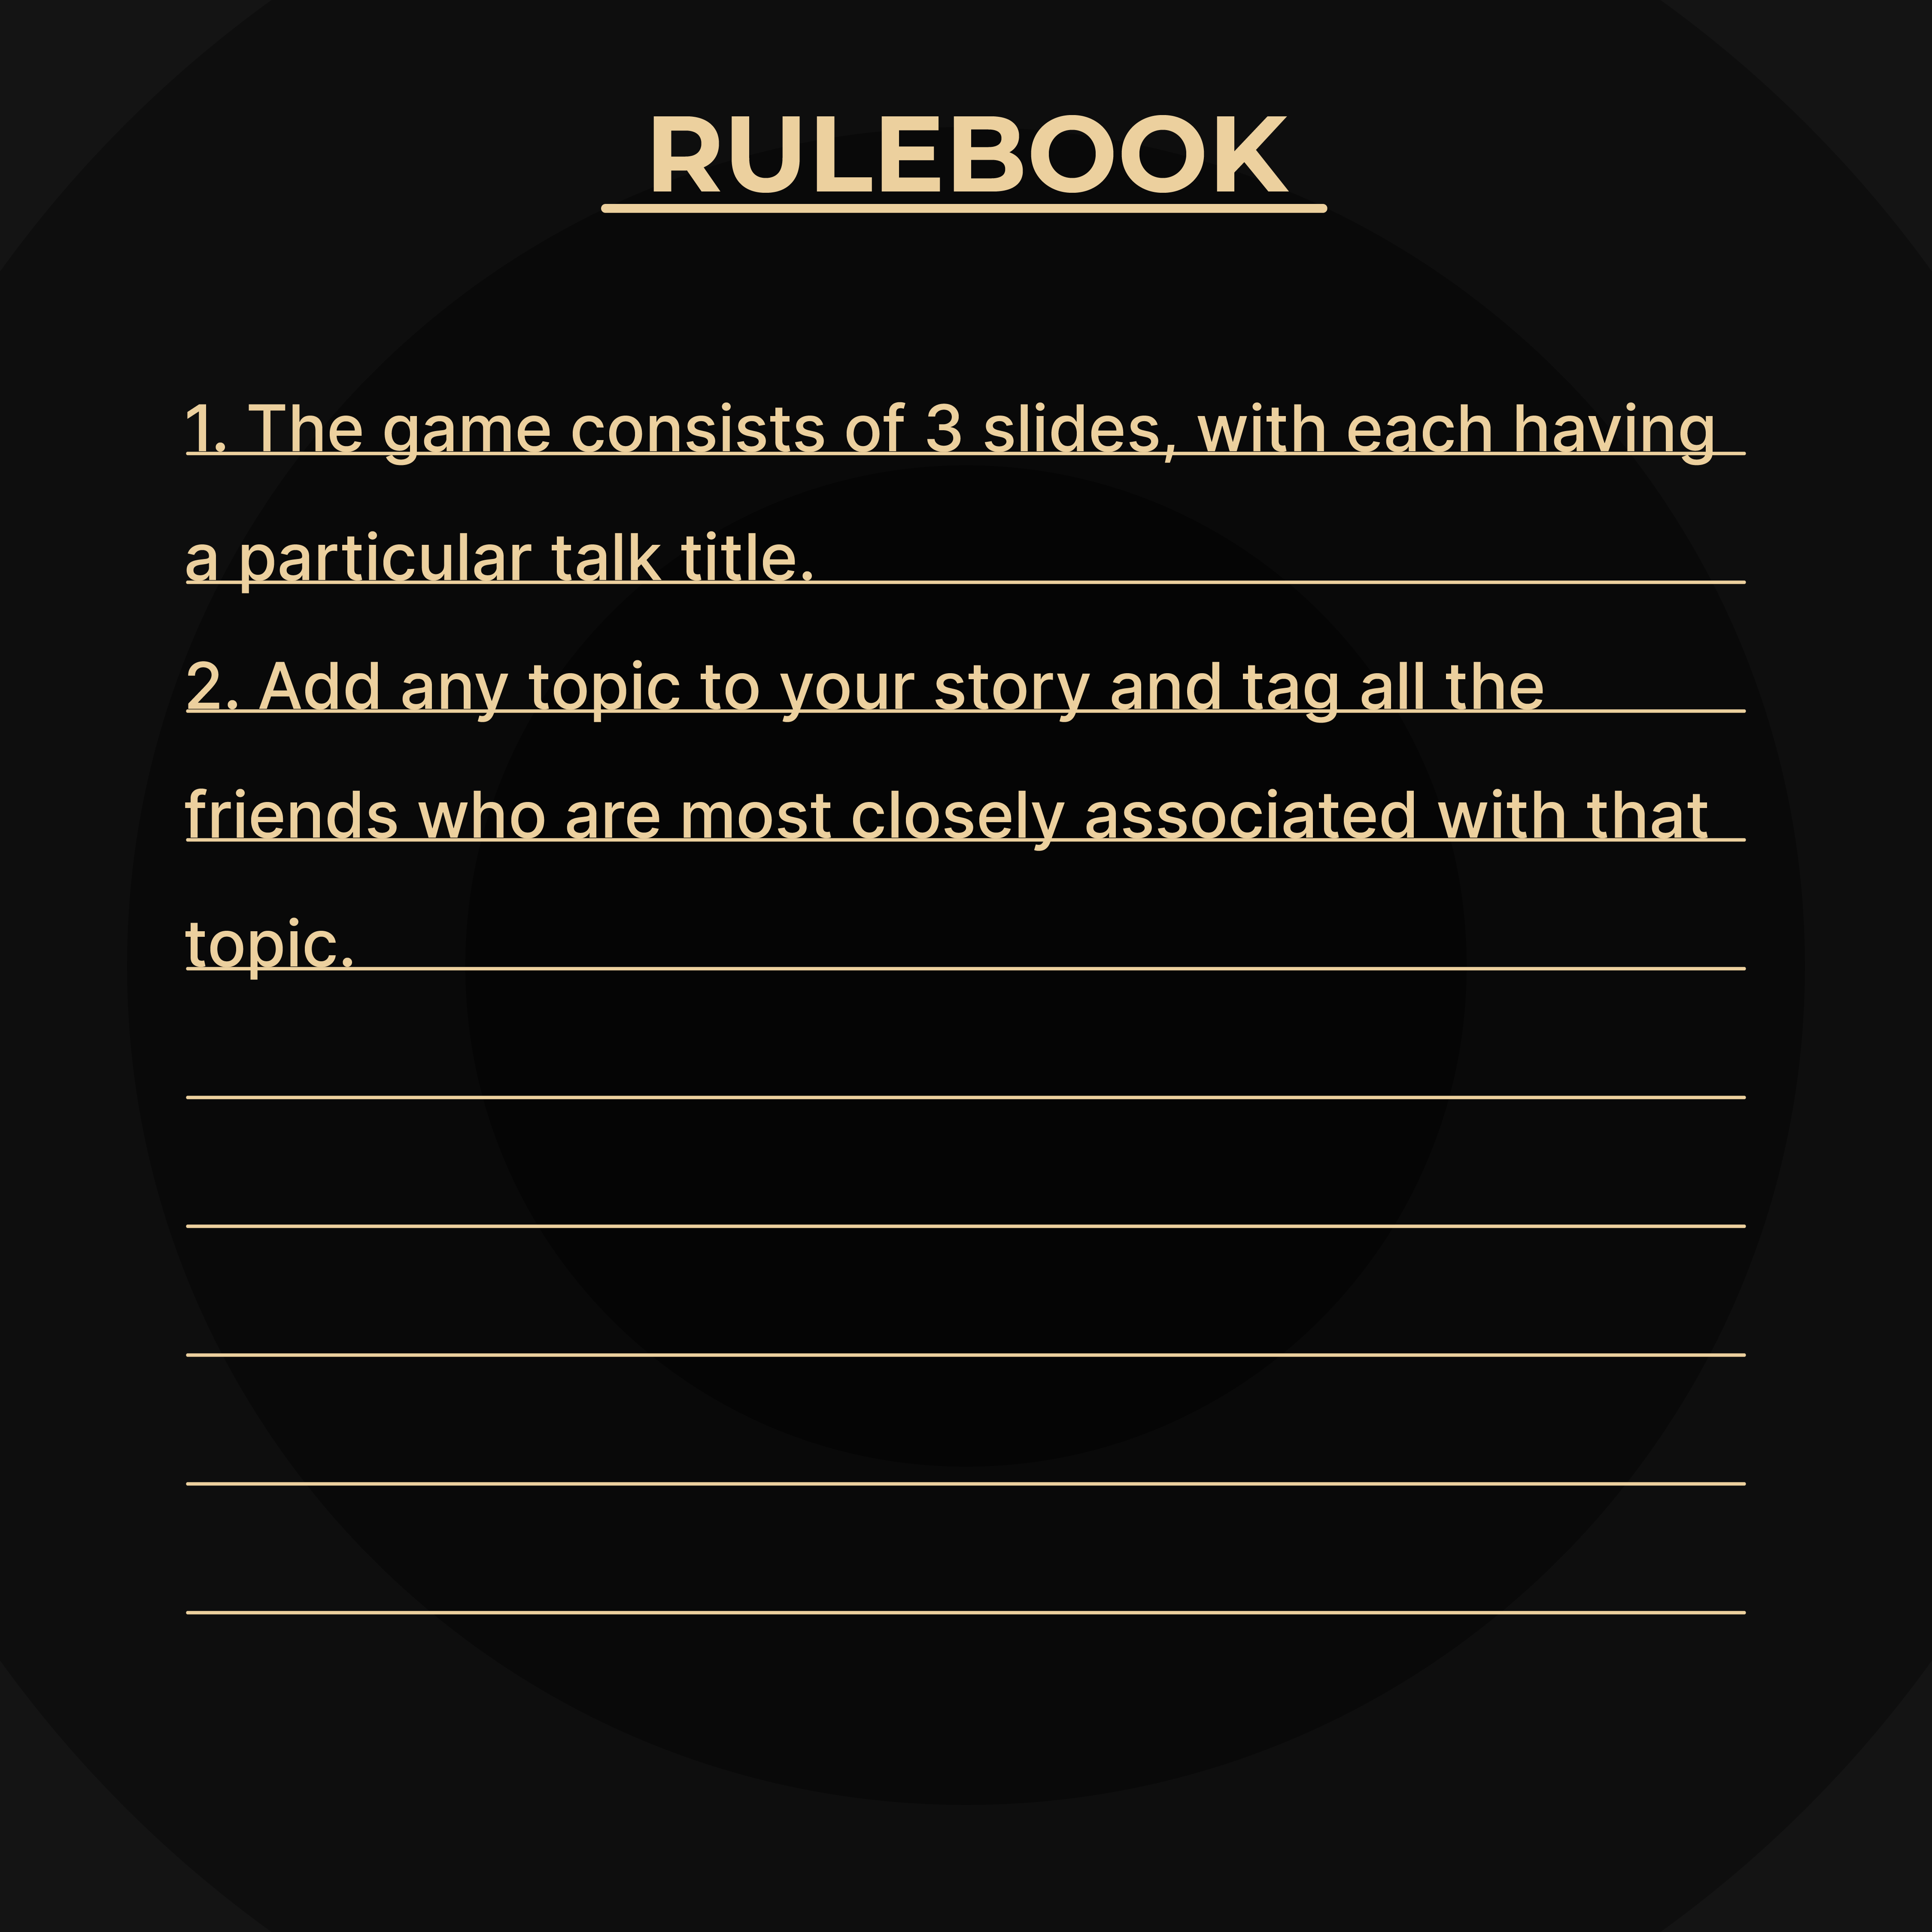 RULEBOOK
1. The game consists of 3 slides, with each having
a particular talk title.
2. Add any topic to your story and tag all the
friends who are most closely associated with that
topic.